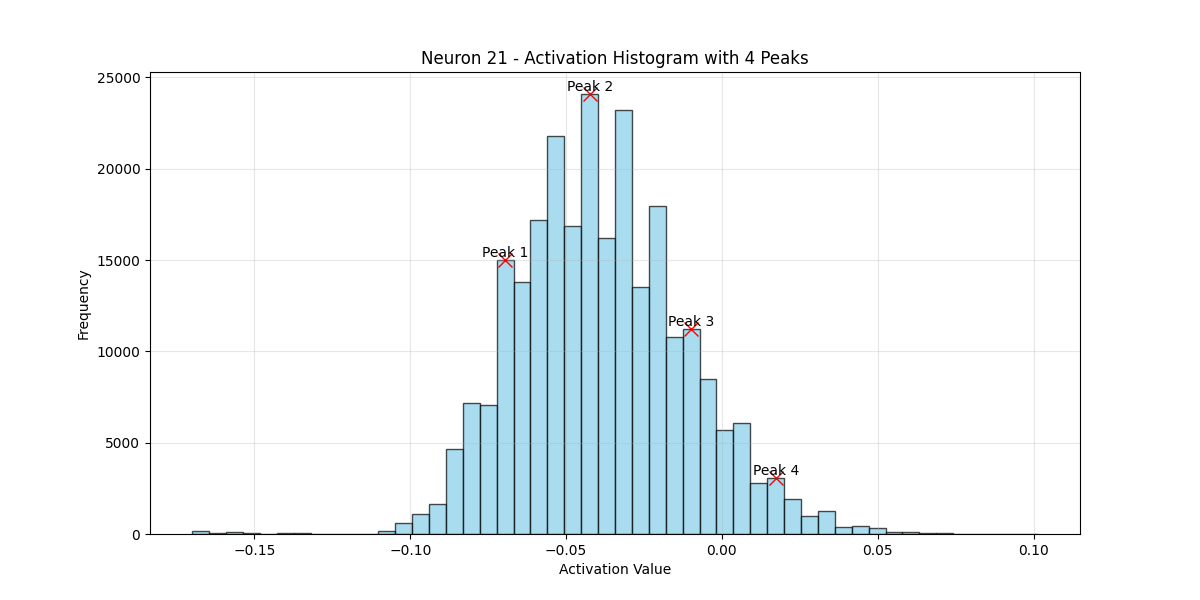 Neuron 21 - Activation Histogram with 4 Peaks
25000
20000
15000
10000
5000
0
Frequency
Peak 2
Peak 1
Peak 3
Peak 4
−0.15 −0.10 −0.05 0.00 0.05 0.10
Activation Value